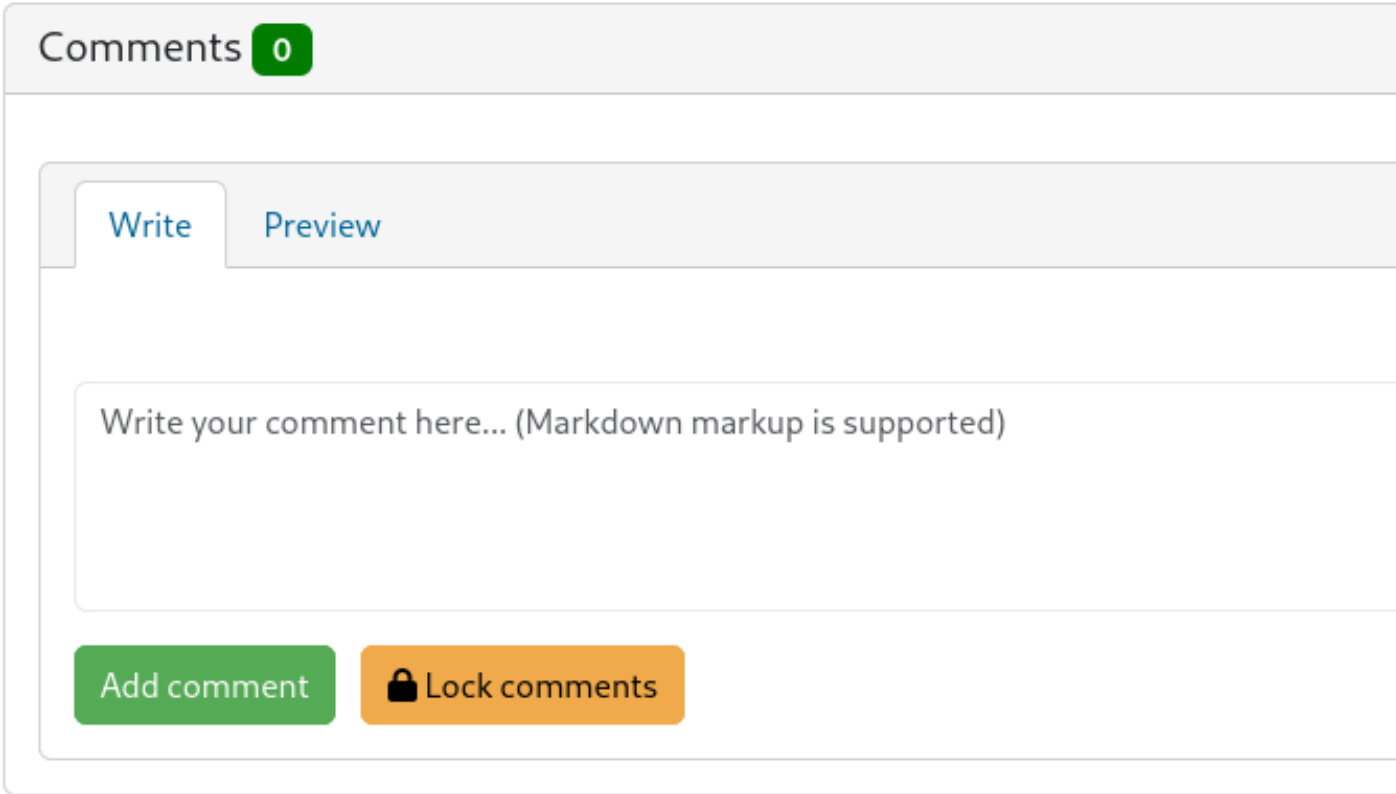 Comments 0
Write Preview
Write your comment here... (Markdown markup is supported)
Add comment Lock comments